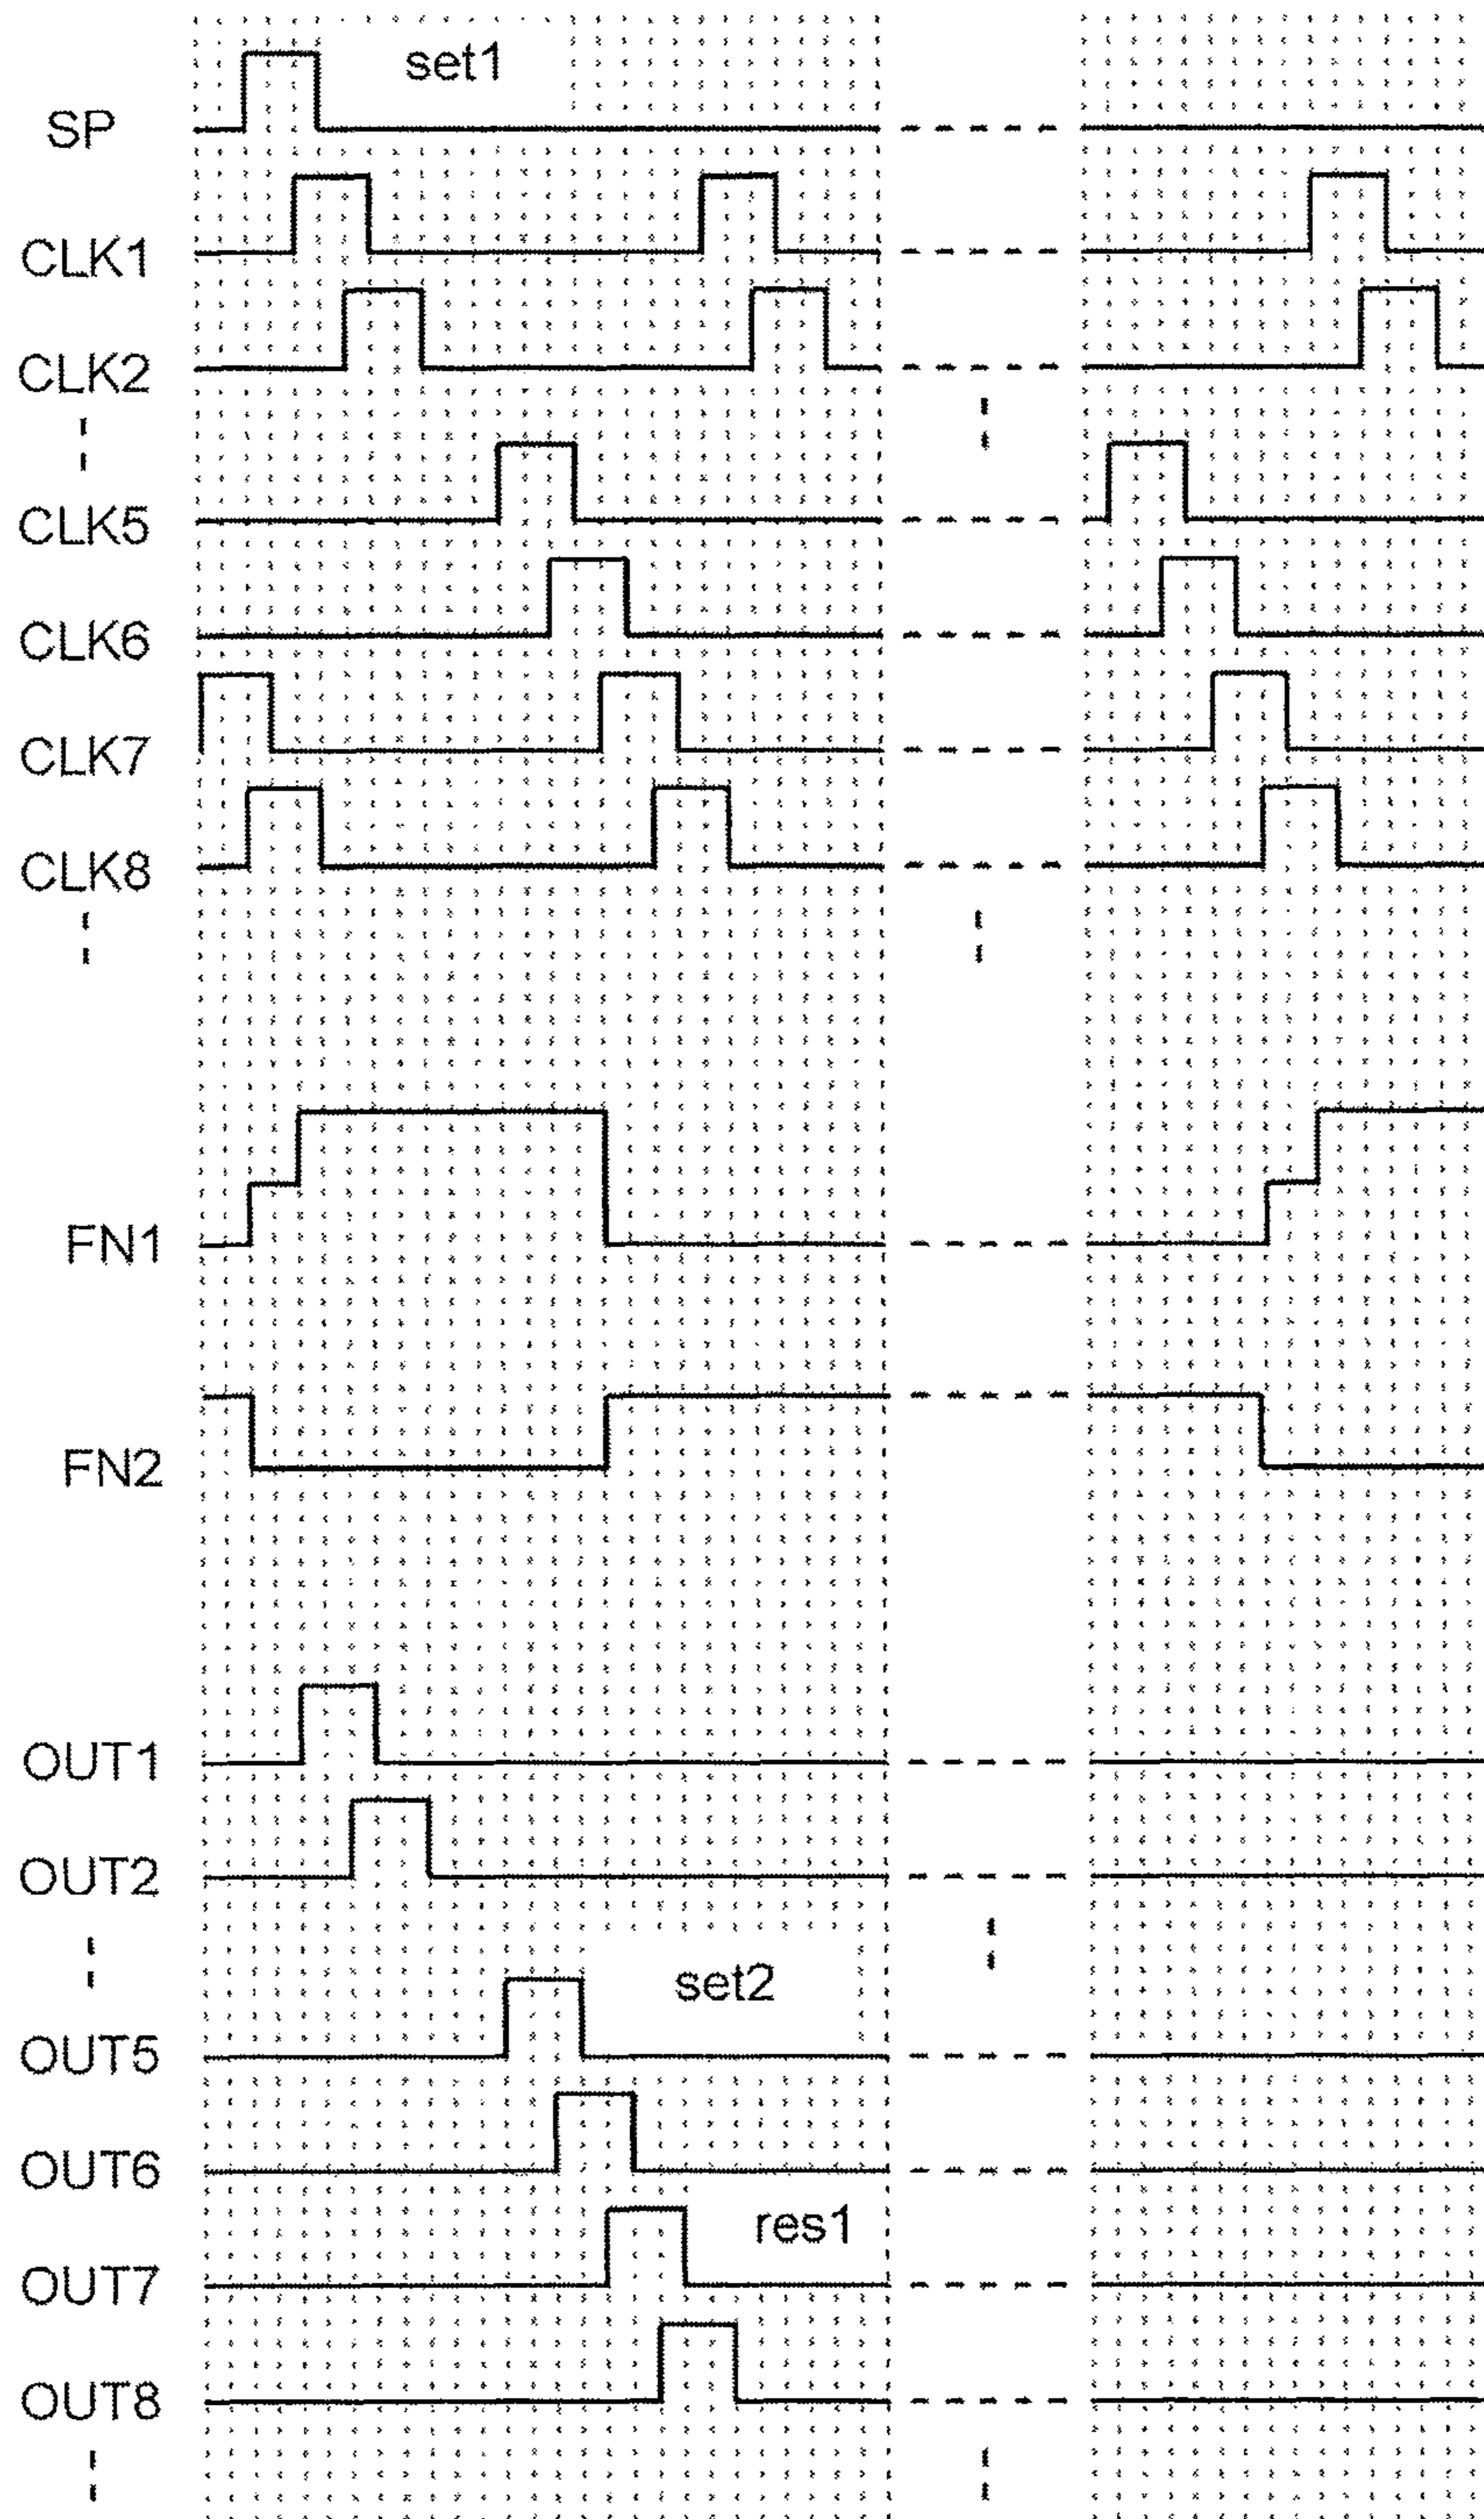 set1
SP
CLK1
CLK2
CLK5
CLK6
CLK7
CLK8
FN1
FN2
OUT1
OUT2
set2
OUT5
OUT6
res1
OUT7
OUT8